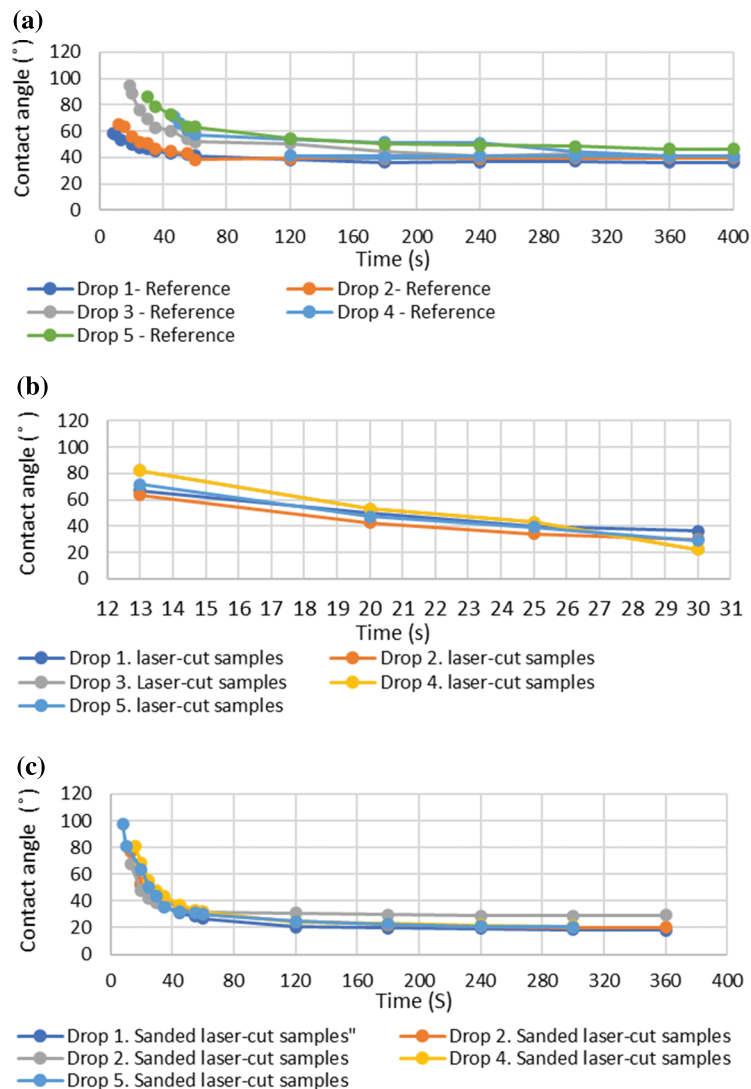 (a)
120
100
80
60
40
20
0
Contact angle (˚)
0 40 80 120 160 200 240 280 320 360 400
Time (s)
Drop 1- Reference Drop 2- Reference
Drop 3 - Reference Drop 4 - Reference
Drop 5 - Reference
(b)
120
100
80
60
40
20
0
Contact angle (˚ )
12 13 14 15 16 17 18 19 20 21 22 23 24 25 26 27 28 29 30 31
Time (s)
Drop 1. laser-cut samples Drop 2. laser-cut samples
Drop 3. Laser-cut samples Drop 4. laser-cut samples
Drop 5. laser-cut samples
(c)
120
100
80
60
40
20
0
Contact angle (˚)
0 40 80 120 160 200 240 280 320 360 400
Time (S)
Drop 1. Sanded laser-cut samples" Drop 2. Sanded laser-cut samples
Drop 2. Sanded laser-cut samples Drop 4. Sanded laser-cut samples
Drop 5. Sanded laser-cut samples